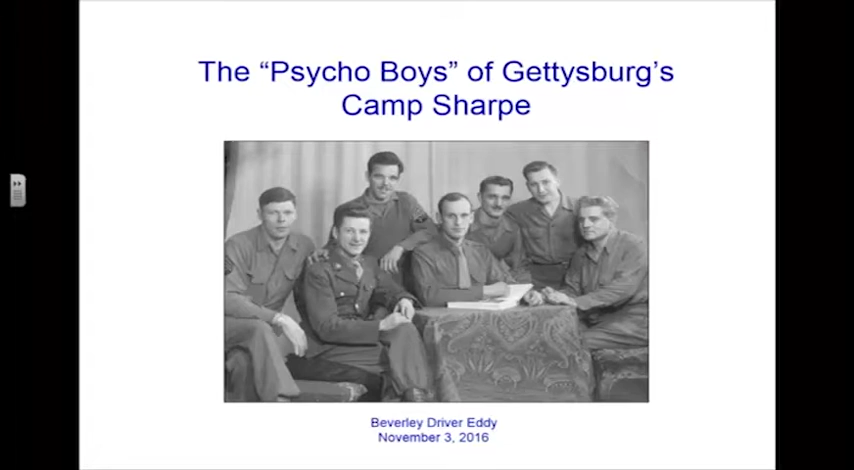 The “Psycho Boys” of Gettysburg’s
Camp Sharpe
Beverley Driver Eddy
November 3, 2016